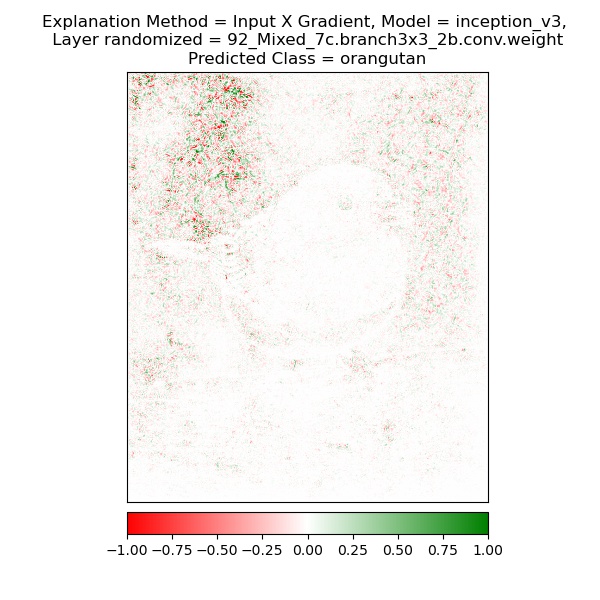 Explanation Method = Input X Gradient, Model = inception_v3,
Layer randomized = 92_Mixed_7c.branch3x3_2b.conv.weight
Predicted Class = orangutan
−1.00 −0.75 −0.50 −0.25 0.00 0.25 0.50 0.75 1.00